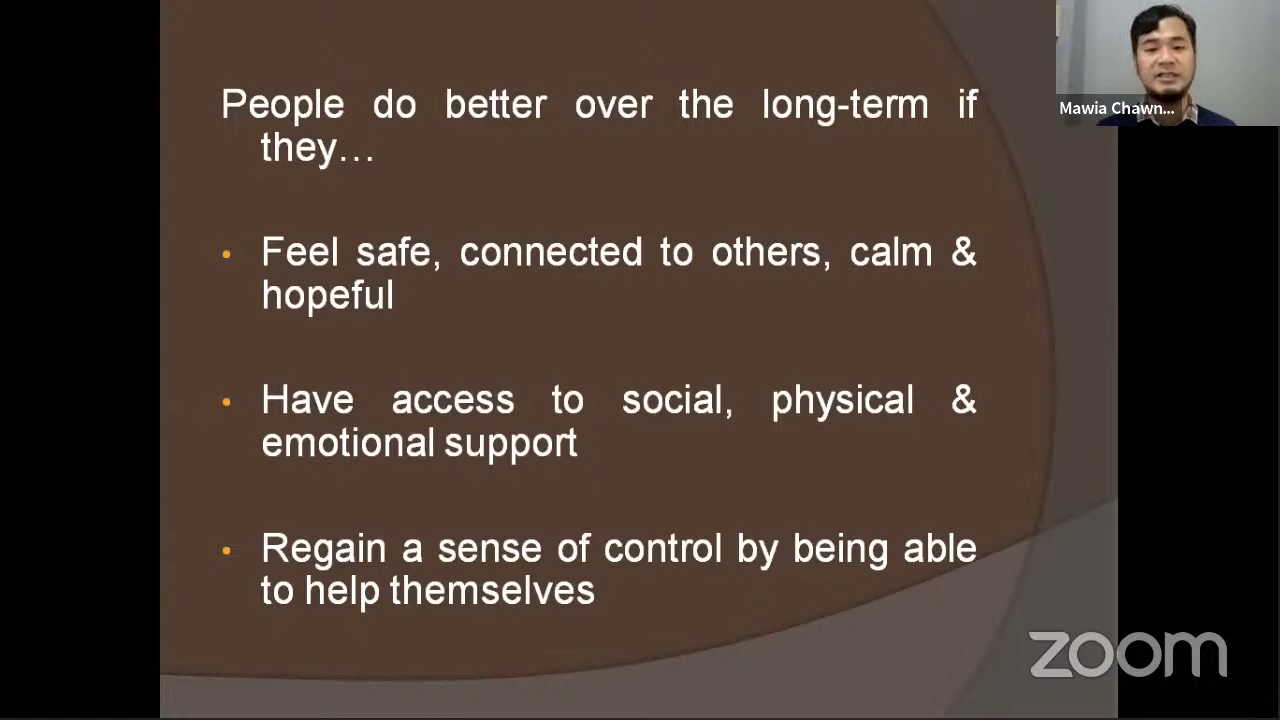 People do better over the long-term if
they...
• Feel safe, connected to others, calm &
hopeful
• Have access to social, physical &
emotional support
• Regain a sense of control by being able
to help themselves
Mawia Chawn...
zoom